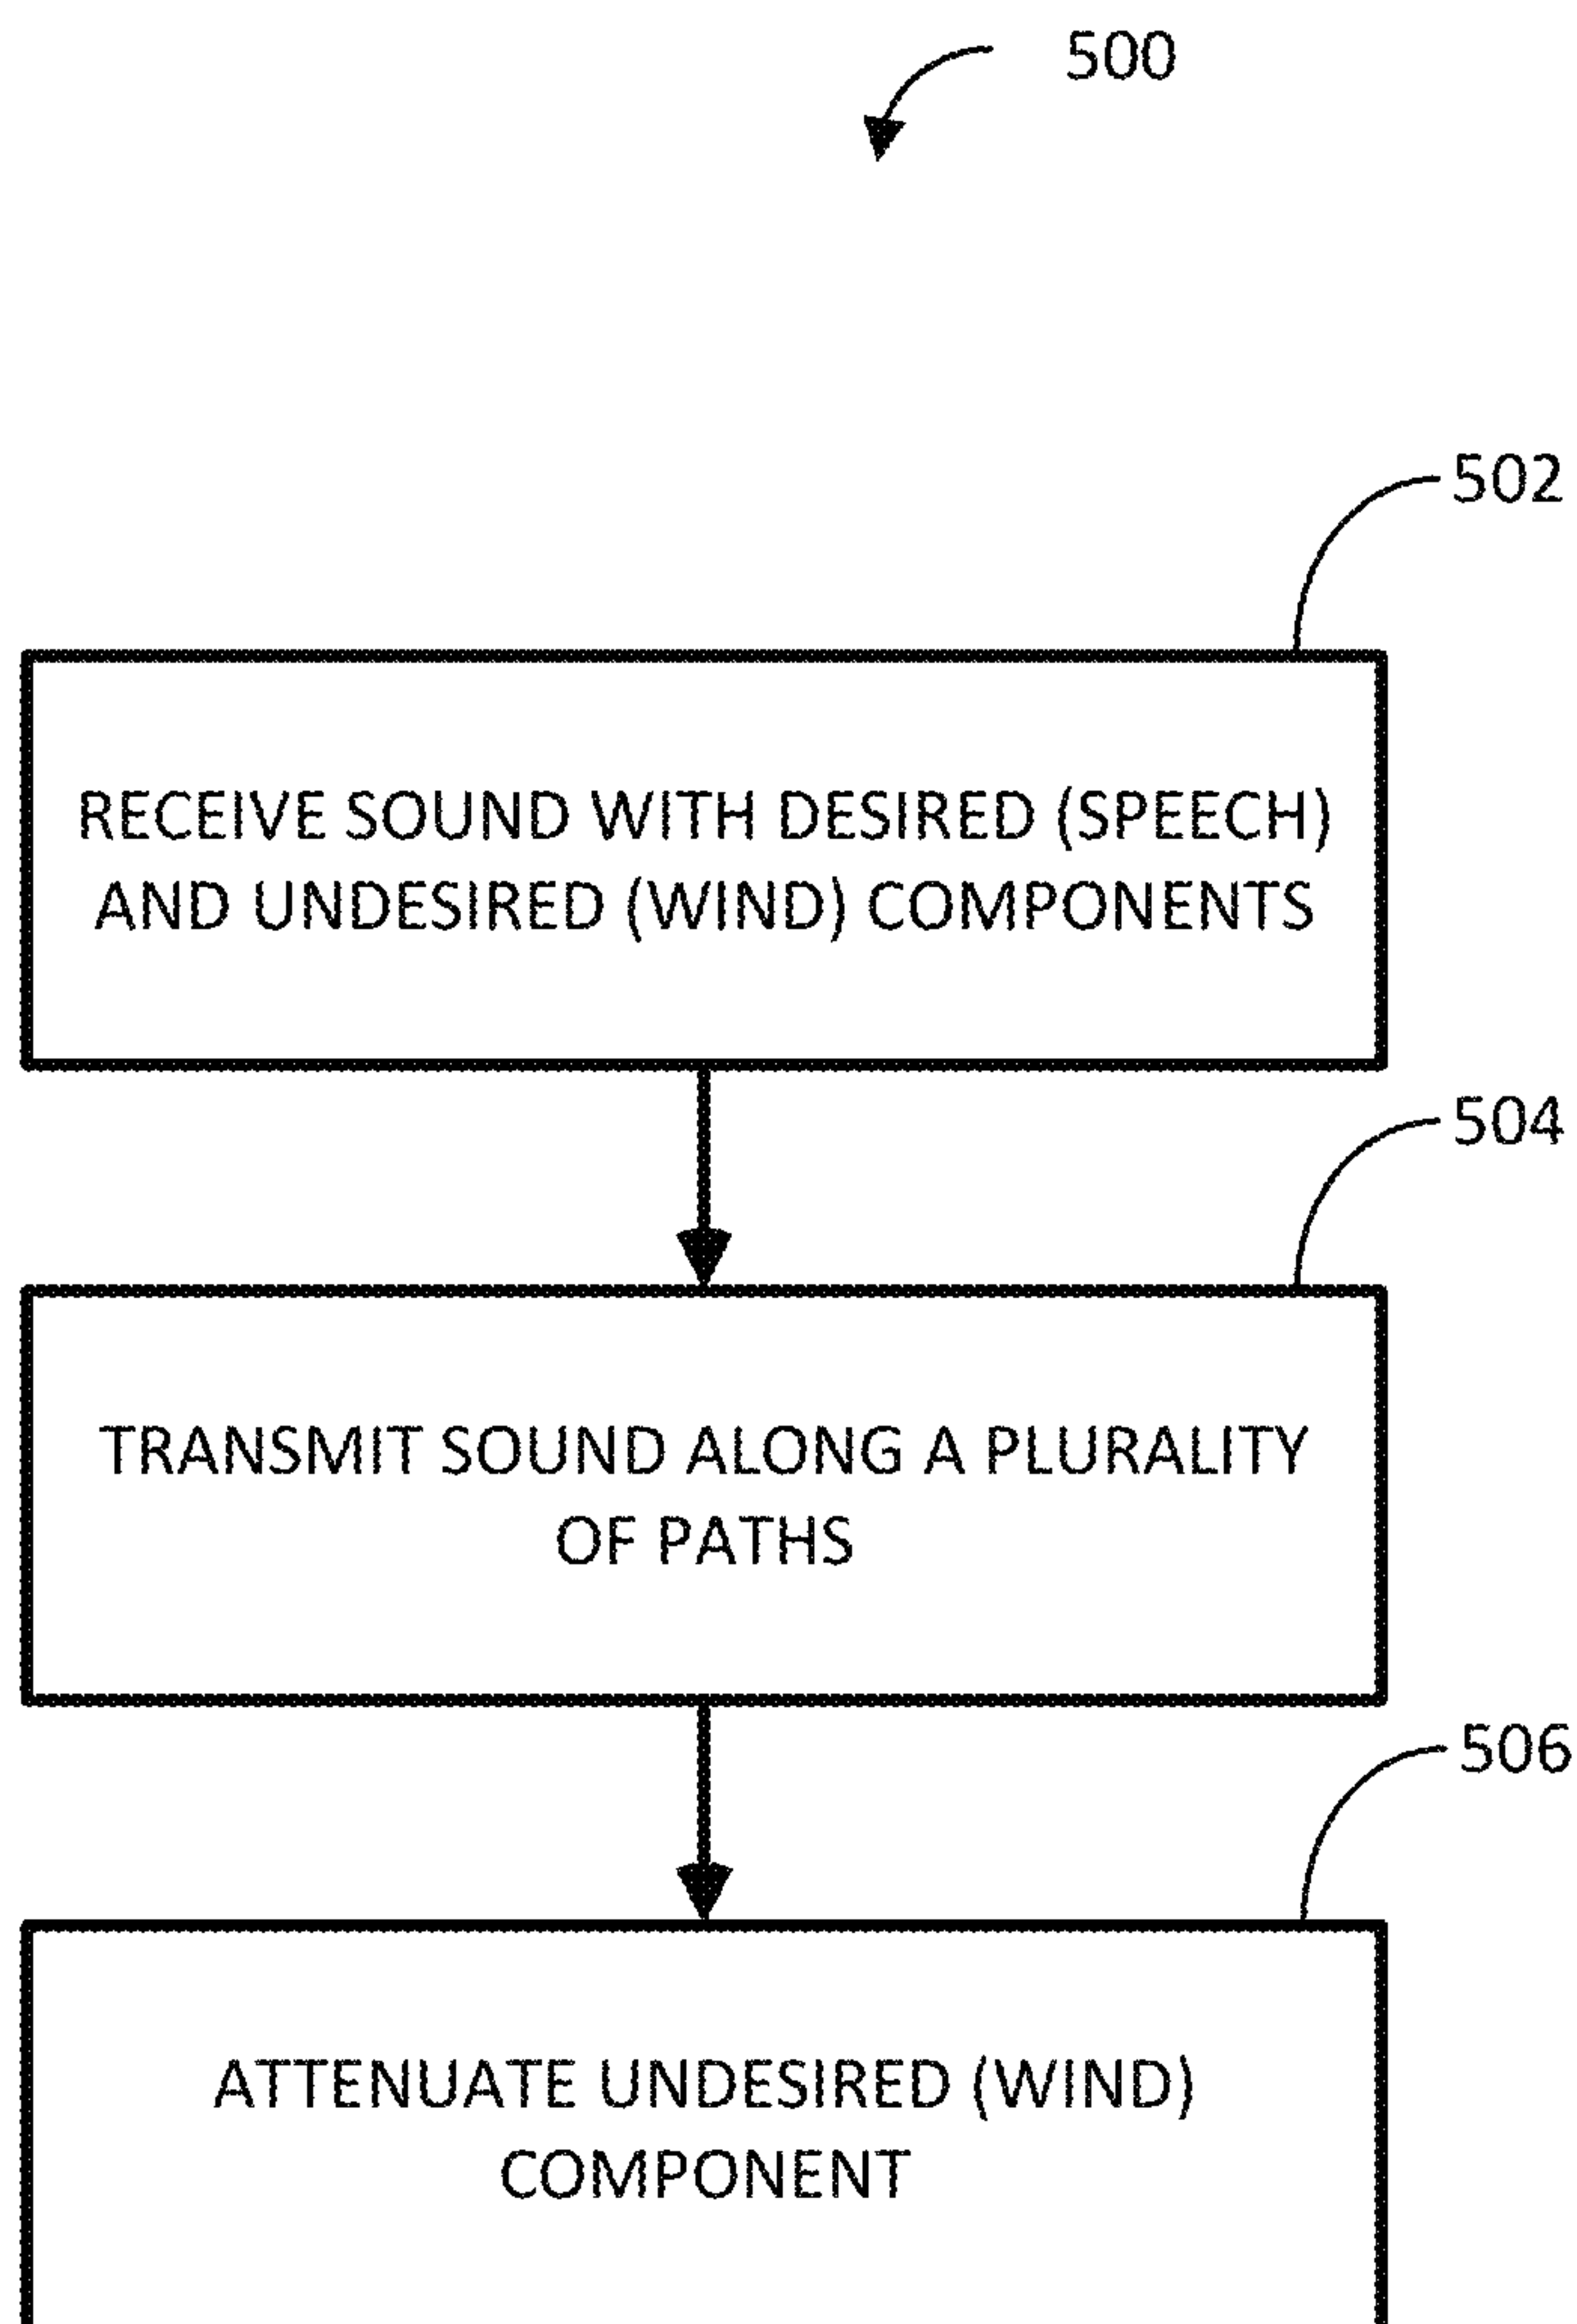 500
502
RECEIVE SOUND WITH DESIRED (SPEECH)
AND UNDESIRED (WIND) COMPONENTS
504
TRANSMIT SOUND ALONG A PLURALITY
OF PATHS
506
ATTENUATE UNDESIRED (WIND)
COMPONENT